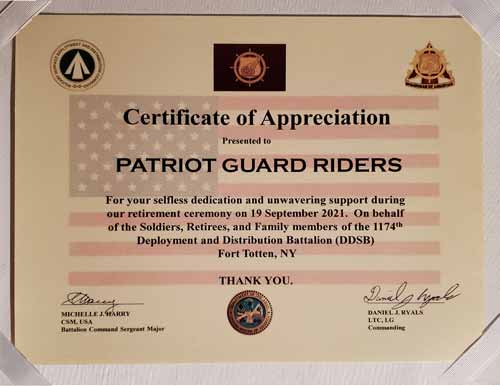 Certificate of Appreciation
Presented to
PATRIOT GUARD RIDERS
For your selfless dedication and unwavering support during
our retirement ceremony on 19 September 2021. On behalf
of the Soldiers, Retirees, and Family members of the 1174th
Deployment and Distribution Battalion (DDSB)
Fort Totten, NY
THANK YOU.
MICHELLE J. HARRY
CSM, USA
Battalion Command Sergeant Major
DANIEL J. RYALS
LTC, LG
Commanding